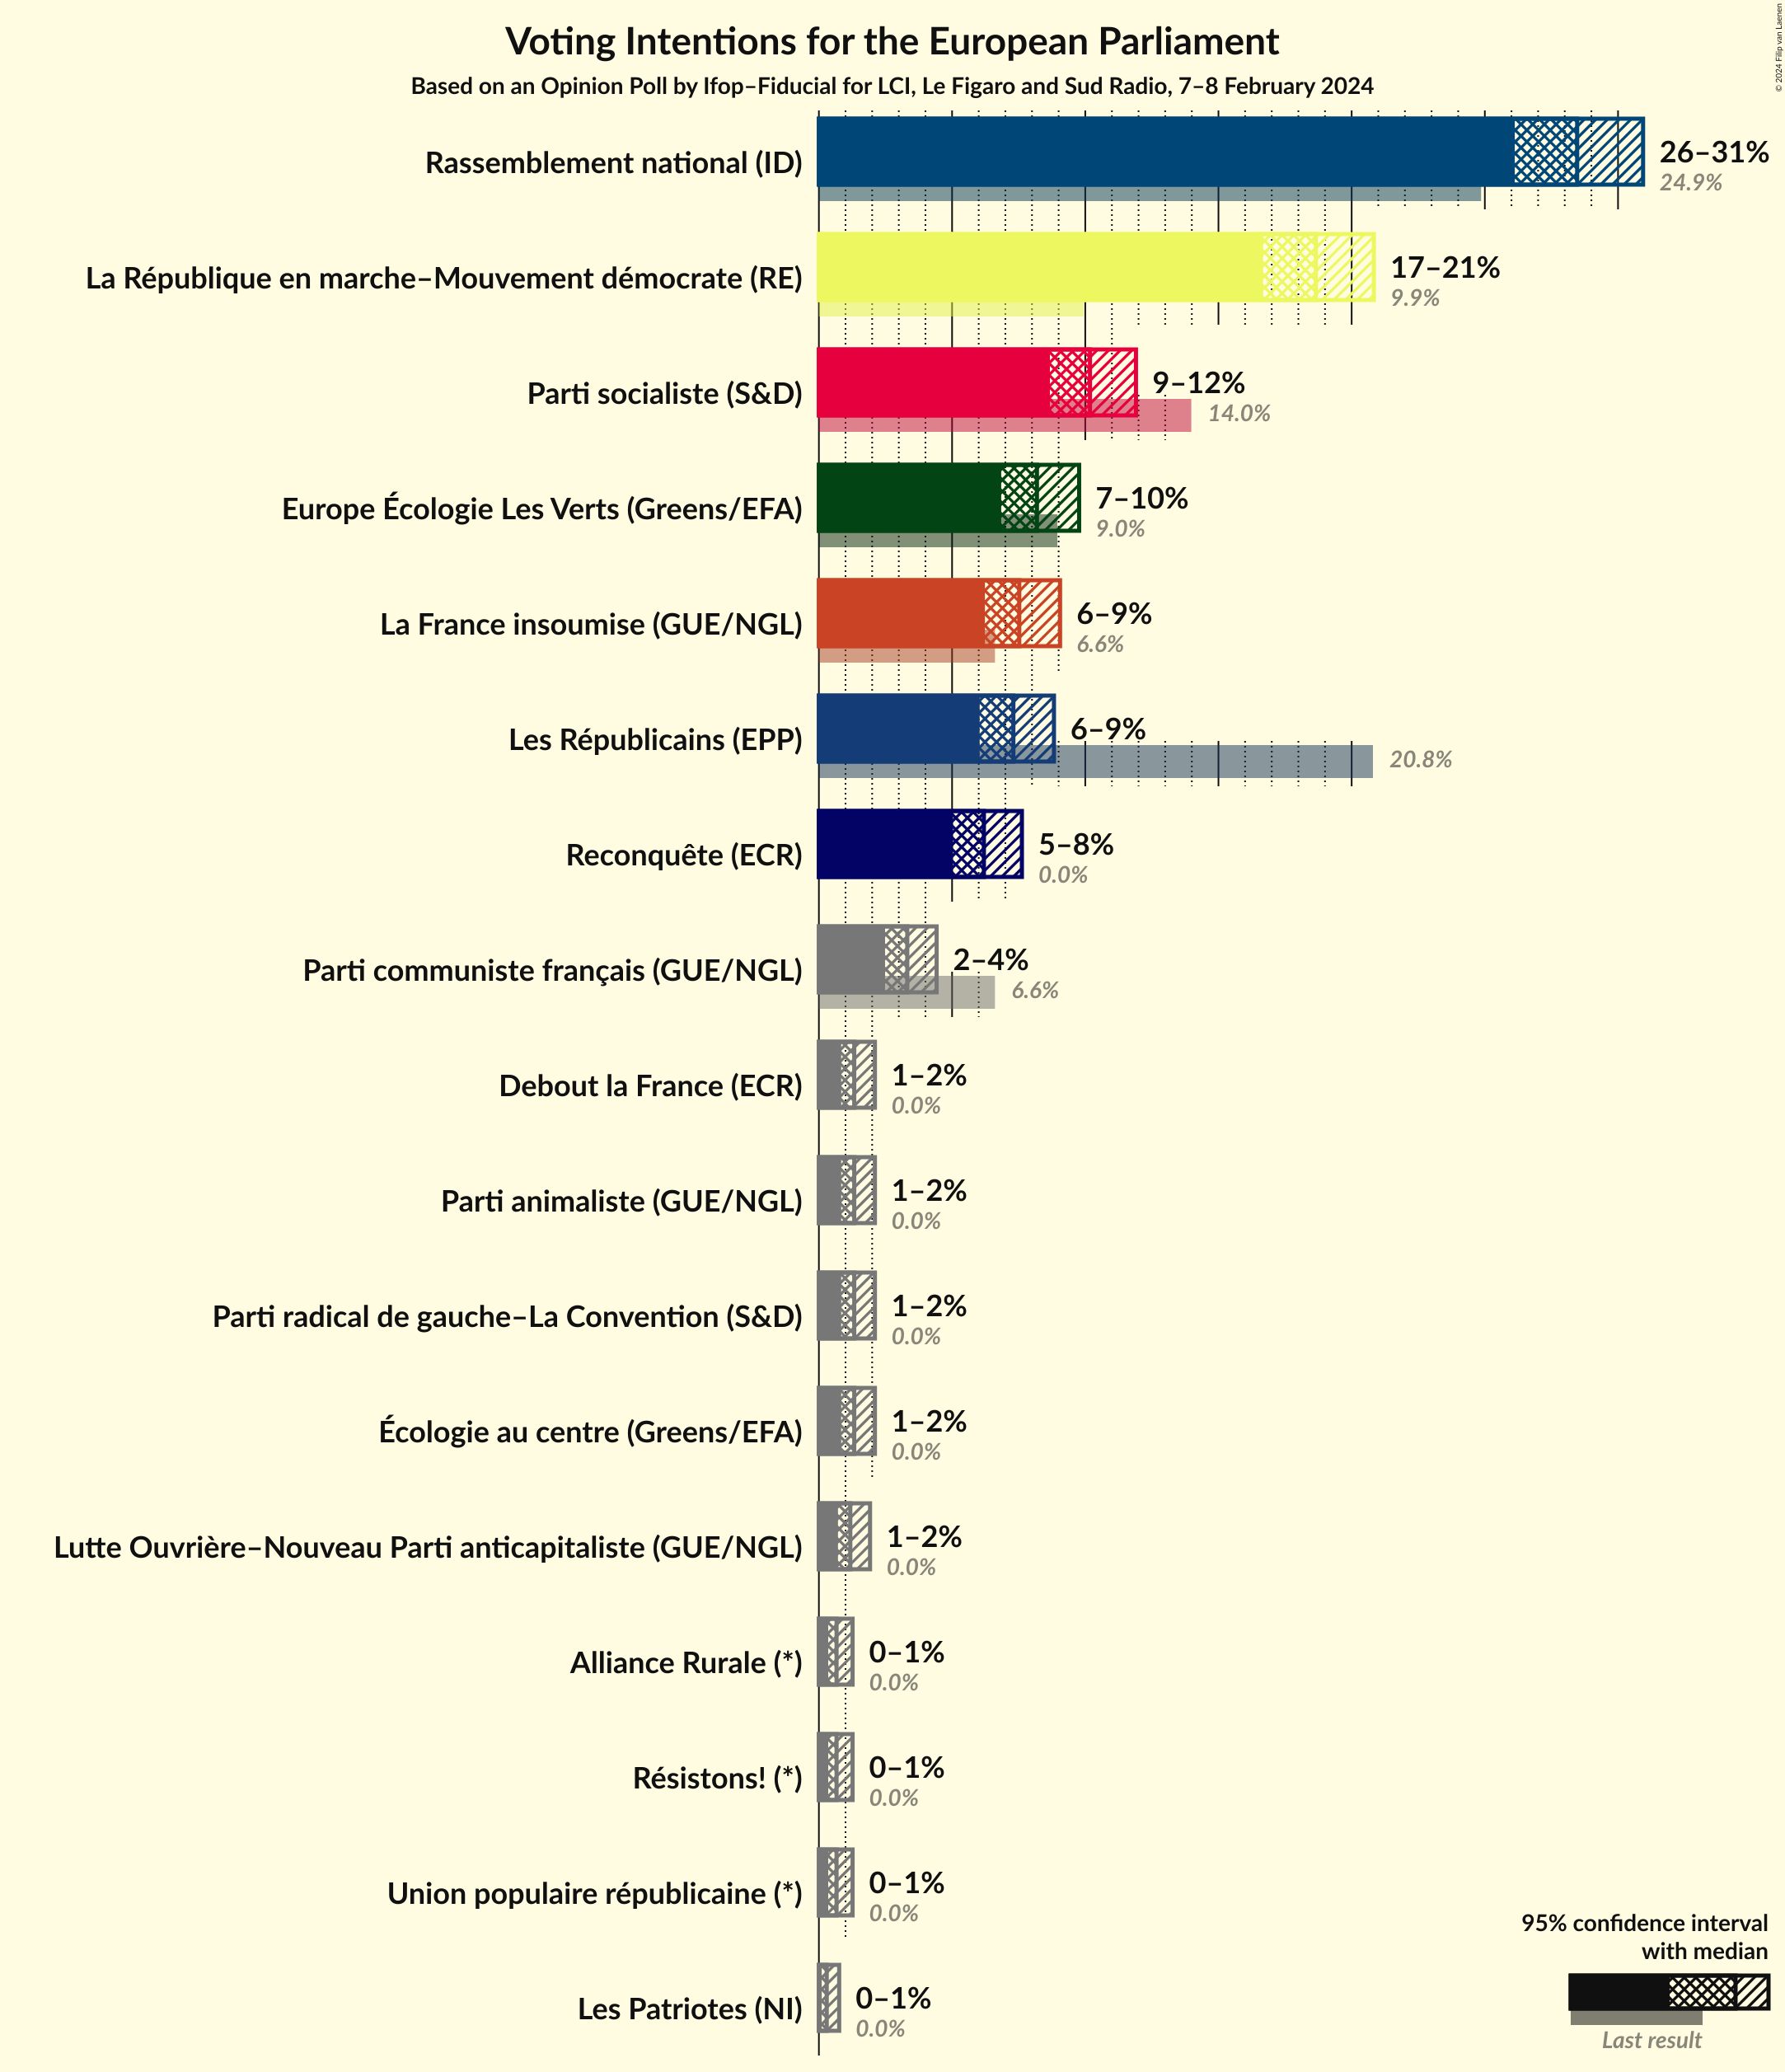 Voting Intentions for the European Parliament
Based on an Opinion Poll by Ifop–Fiducial for LCI, Le Figaro and Sud Radio, 7–8 February 2024
© 2024 Filip van Laenen
Rassemblement national (ID)
26–31%
24.9%
La République en marche–Mouvement démocrate (RE)
17–21%
9.9%
Parti socialiste (S&D)
9–12%
14.0%
Europe Écologie Les Verts (Greens/EFA)
7–10%
9.0%
La France insoumise (GUE/NGL)
6–9%
6.6%
Les Républicains (EPP)
6–9%
20.8%
Reconquête (ECR)
5–8%
0.0%
Parti communiste français (GUE/NGL)
2–4%
6.6%
Debout la France (ECR)
1–2%
0.0%
Parti animaliste (GUE/NGL)
1–2%
0.0%
Parti radical de gauche–La Convention (S&D)
1–2%
0.0%
Écologie au centre (Greens/EFA)
1–2%
0.0%
Lutte Ouvrière–Nouveau Parti anticapitaliste (GUE/NGL)
1–2%
0.0%
Alliance Rurale (*)
0–1%
0.0%
Résistons! (*)
0–1%
0.0%
Union populaire républicaine (*)
0–1%
0.0%
Les Patriotes (NI)
0–1%
0.0%
95% confidence interval
with median
Last result